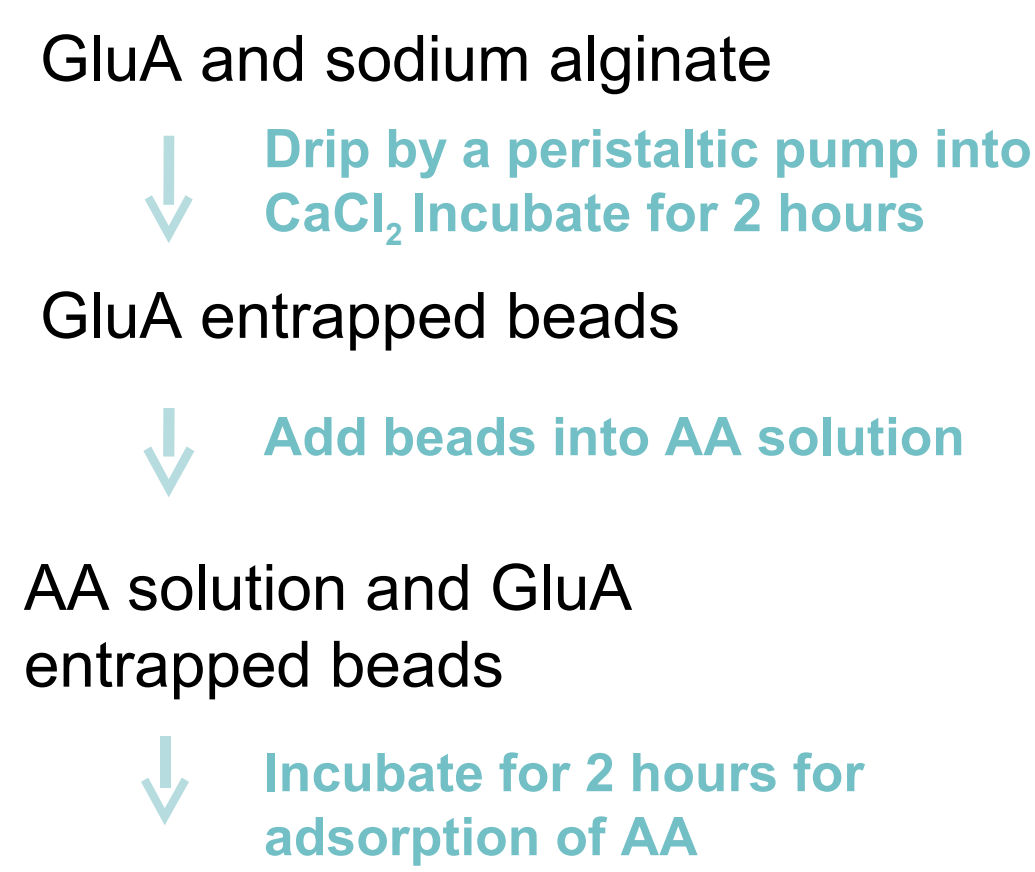 GluA and sodium alginate
Drip by a peristaltic pump into
CaCl₂ Incubate for 2 hours
GluA entrapped beads
Add beads into AA solution
AA solution and GluA
entrapped beads
Incubate for 2 hours for
adsorption of AA